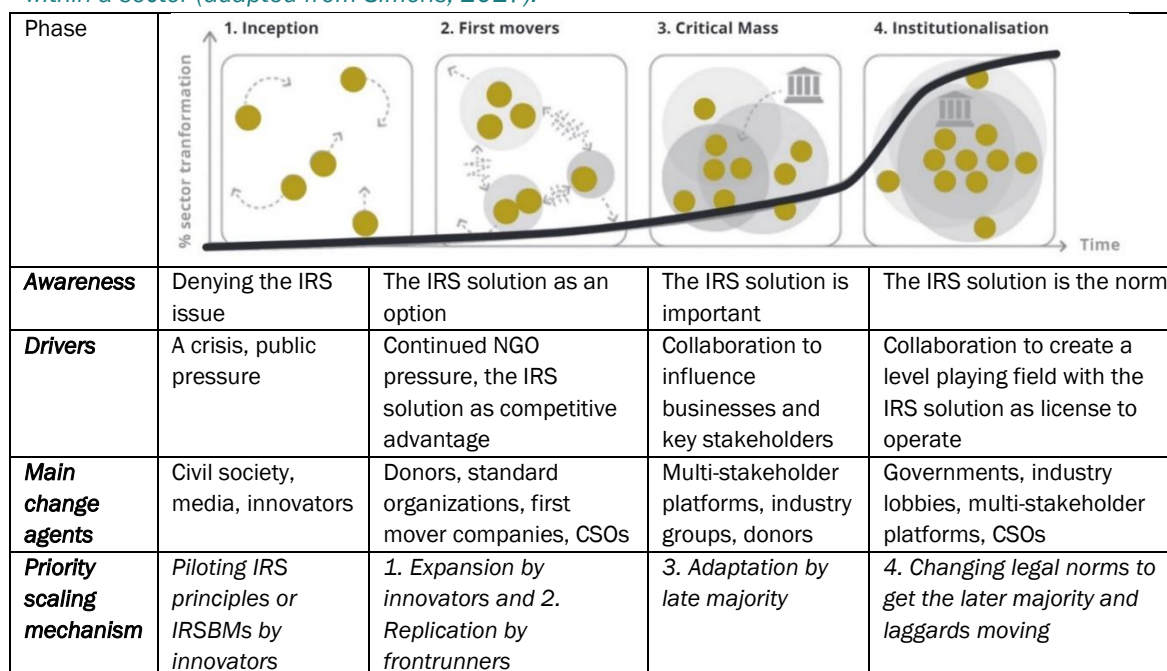 within a sector (adapted from Simons, 2017).
Phase
1. Inception
2. First movers
3. Critical Mass
4. Institutionalisation
% sector tranformation
Time
Awareness
Denying the IRS
issue
The IRS solution as an
option
The IRS solution is
important
The IRS solution is the norm
Drivers
A crisis, public
pressure
Continued NGO
pressure, the IRS
solution as competitive
advantage
Collaboration to
influence
businesses and
key stakeholders
Collaboration to create a
level playing field with the
IRS solution as license to
operate
Main
change
agents
Civil society,
media, innovators
Donors, standard
organizations, first
mover companies, CSOs
Multi-stakeholder
platforms, industry
groups, donors
Governments, industry
lobbies, multi-stakeholder
platforms, CSOs
Priority
scaling
mechanism
Piloting IRS
principles or
IRSBMs by
innovators
1. Expansion by
innovators and 2.
Replication by
frontrunners
3. Adaptation by
late majority
4. Changing legal norms to
get the later majority and
laggards moving